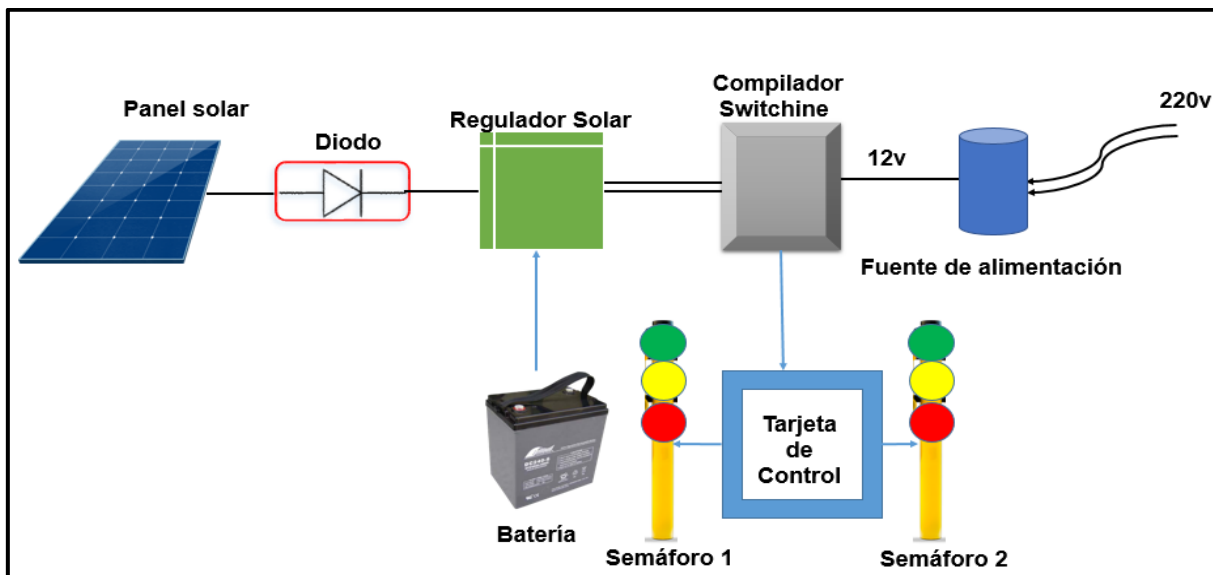 Panel solar
Diodo
Regulador Solar
Compilador
Switchine
12v
220v
Fuente de alimentación
Batería
Semáforo 1
Tarjeta
de
Control
Semáforo 2